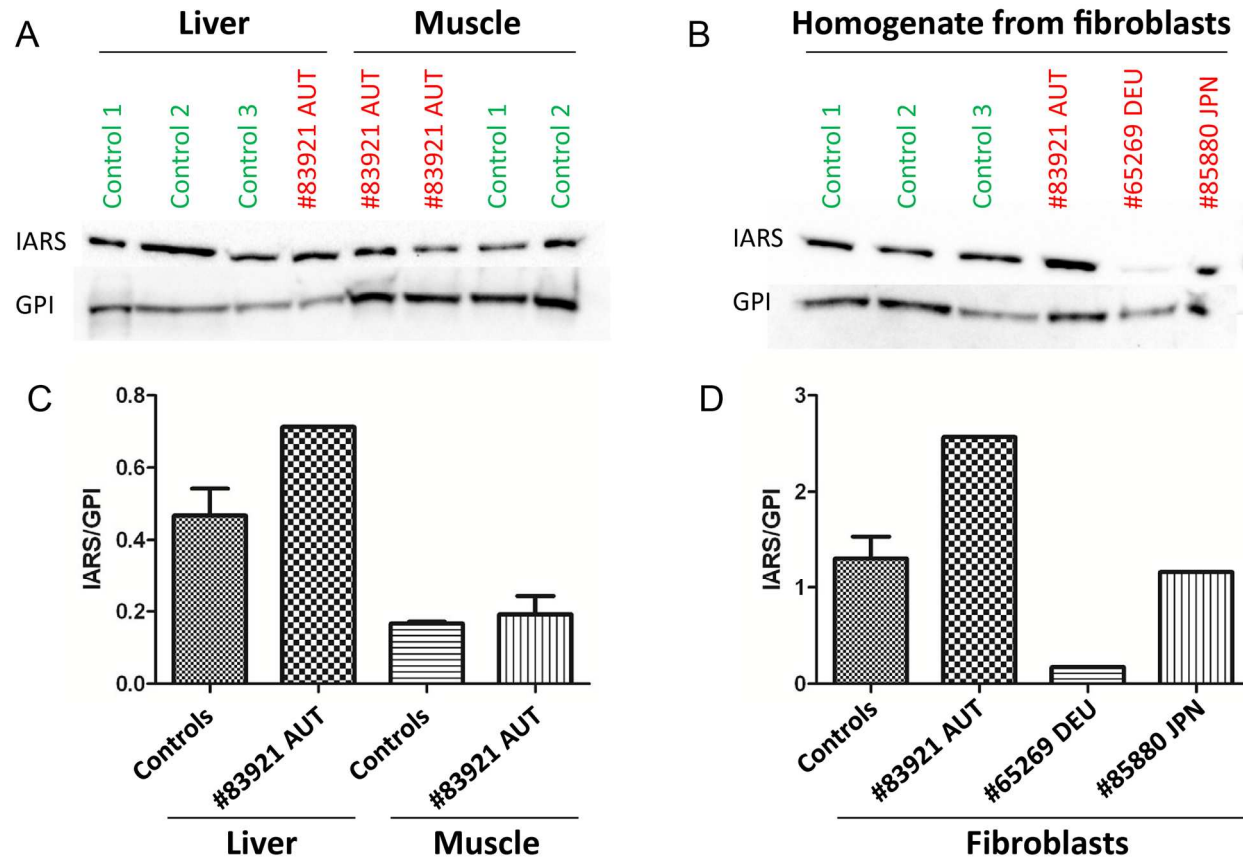 A
Liver
Muscle
Control 1
Control 2
Control 3
#83921 AUT
#83921 AUT
#83921 AUT
Control 1
Control 2
IARS
GPI
B
Homogenate from fibroblasts
Control 1
Control 2
Control 3
#83921 AUT
#65269 DEU
#85880 JPN
IARS
GPI
C
IARS/GPI
0.8
0.6
0.4
0.2
0.0
Controls
#83921 AUT
Controls
#83921 AUT
Liver
Muscle
D
IARS/GPI
3
2
1
0
Controls
#83921 AUT
#65269 DEU
#85880 JPN
Fibroblasts